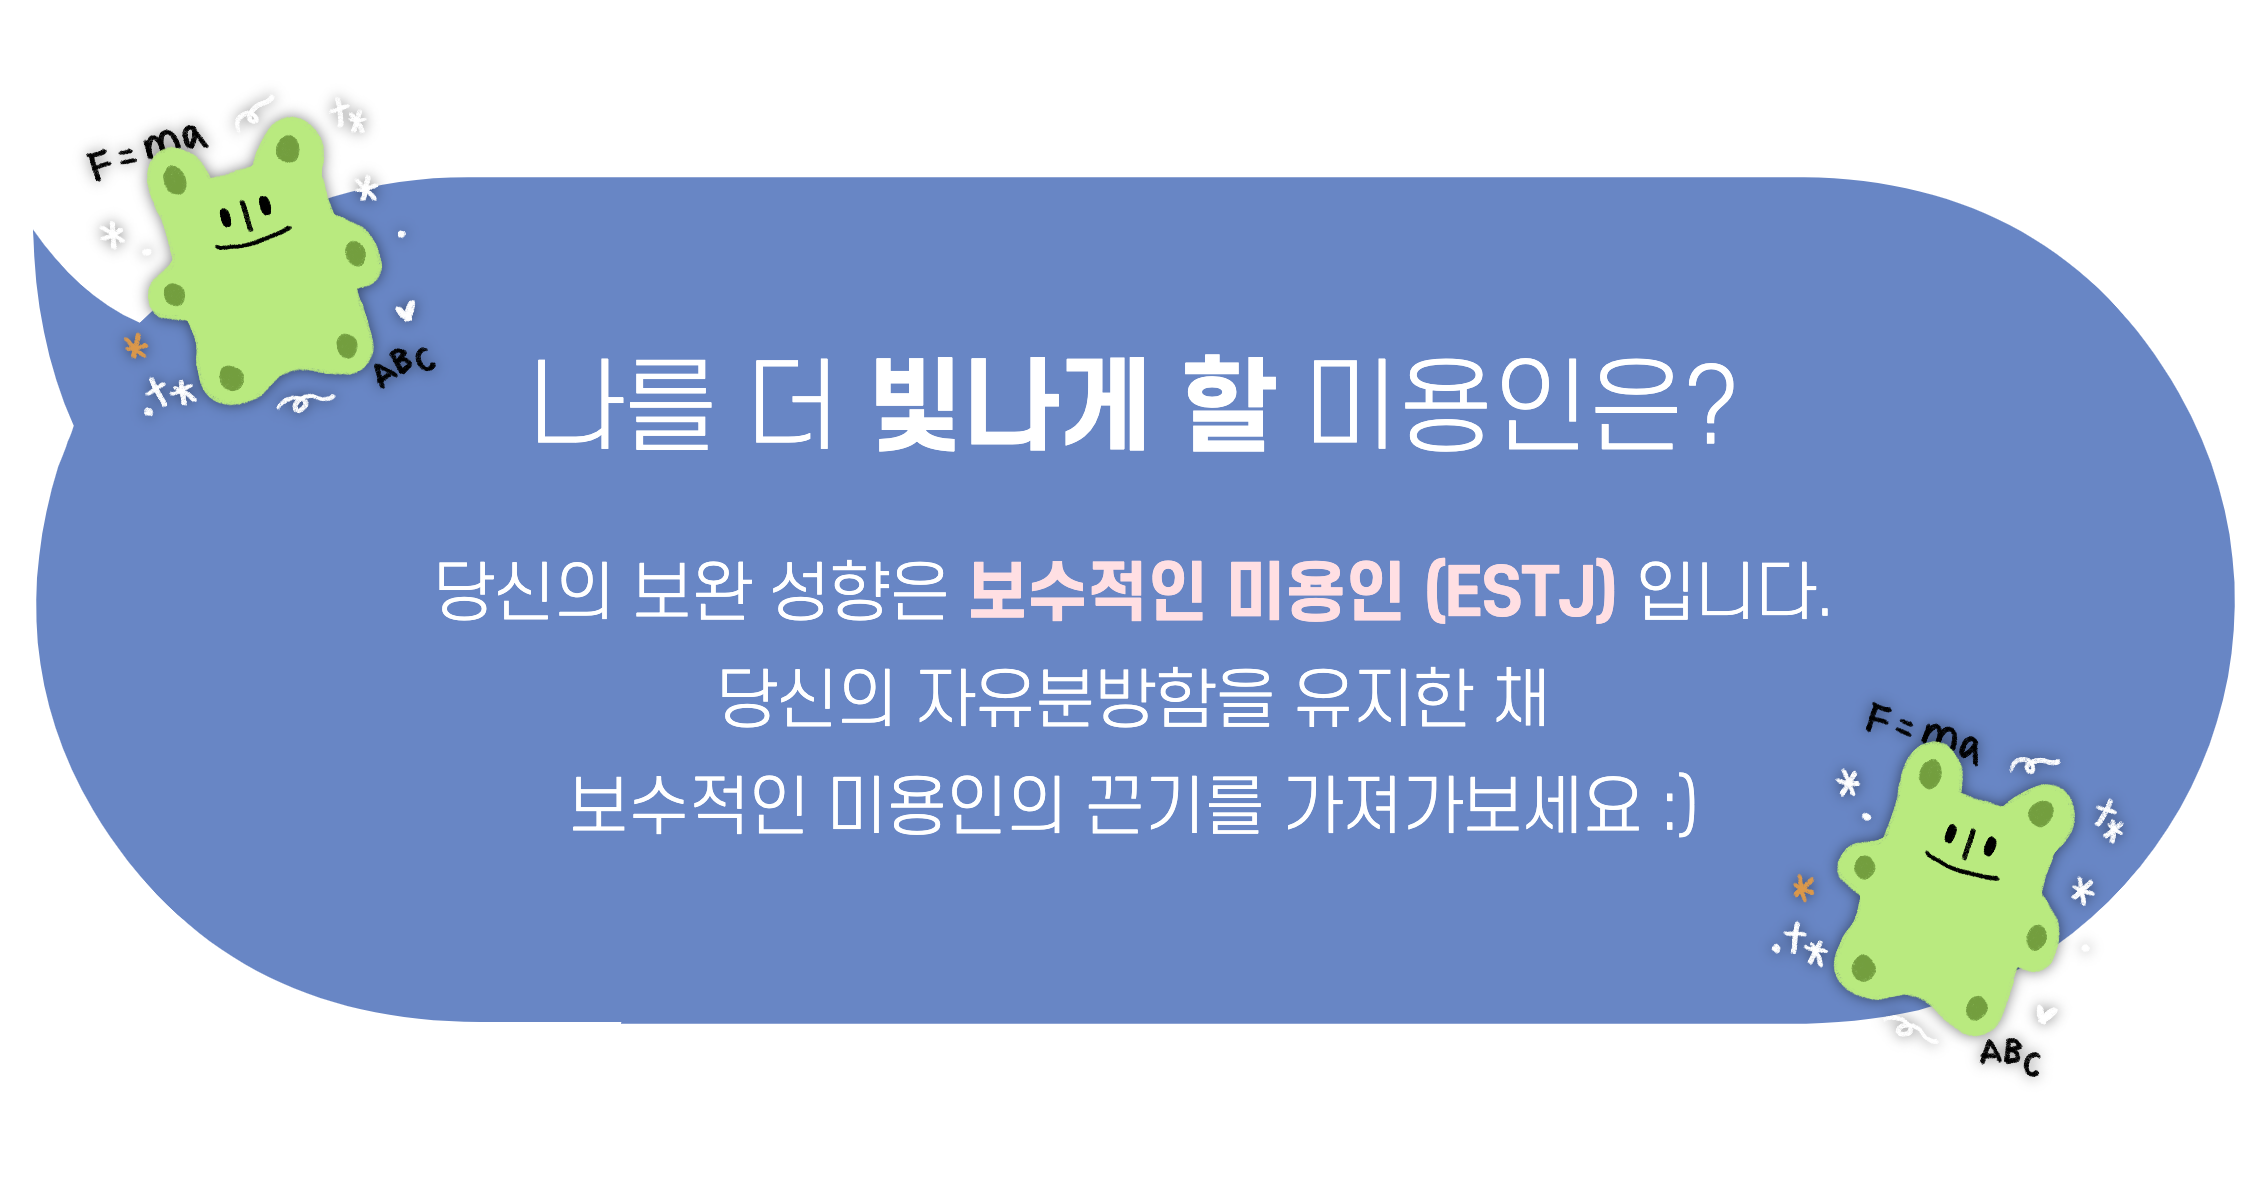 F=ma
ABC
나를 더 빛나게 할 미용인은?
당신의 보완 성향은 보수적인 미용인 (ESTJ) 입니다.
당신의 자유분방함을 유지한 채
보수적인 미용인의 끈기를 가져가보세요 :)
F=ma
ABC